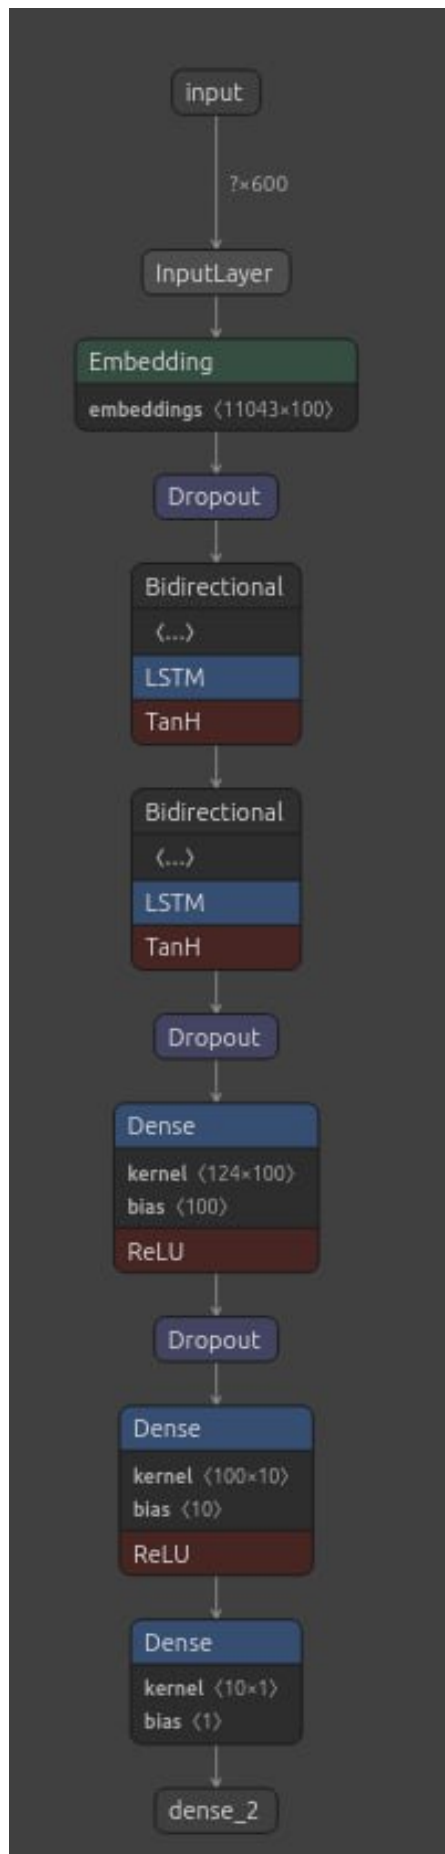 input
?×600
InputLayer
Embedding
embeddings 〈11043×100〉
Dropout
Bidirectional
〈...〉
LSTM
TanH
Bidirectional
〈...〉
LSTM
TanH
Dropout
Dense
kernel 〈124×100〉
bias 〈100〉
ReLU
Dropout
Dense
kernel 〈100×10〉
bias 〈10〉
ReLU
Dense
kernel 〈10×1〉
bias 〈1〉
dense_2